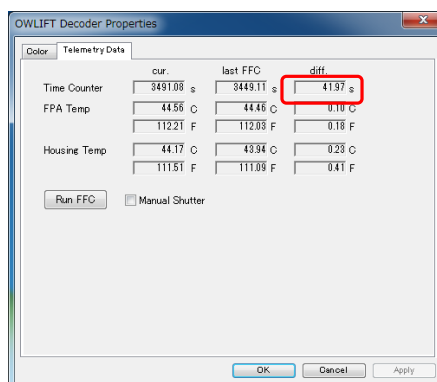 OWLIFT Decoder Properties
Color Telemetry Data
cur. last FFC diff.
Time Counter 3491.08 s 3449.11 s 41.97 s
FPA Temp 44.56 C 44.46 C 0.10 C
112.21 F 112.03 F 0.18 F
Housing Temp 44.17 C 43.94 C 0.23 C
111.51 F 111.09 F 0.41 F
Run FFC Manual Shutter
OK Cancel Apply